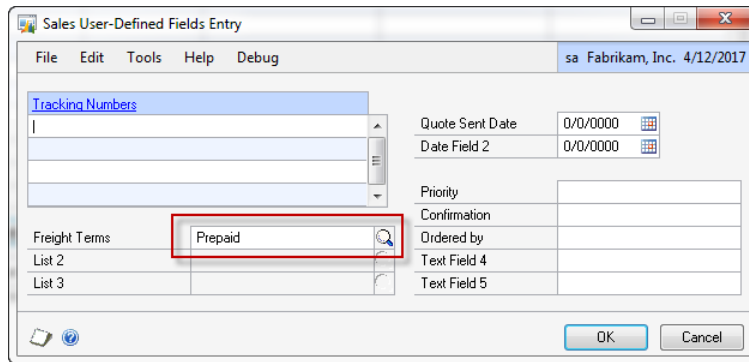 Sales User-Defined Fields Entry
File Edit Tools Help Debug
sa Fabrikam, Inc. 4/12/2017
Tracking Numbers
Quote Sent Date 0/0/0000
Date Field 2 0/0/0000
Priority
Confirmation
Freight Terms Prepaid Ordered by
List 2 Text Field 4
List 3 Text Field 5
OK Cancel